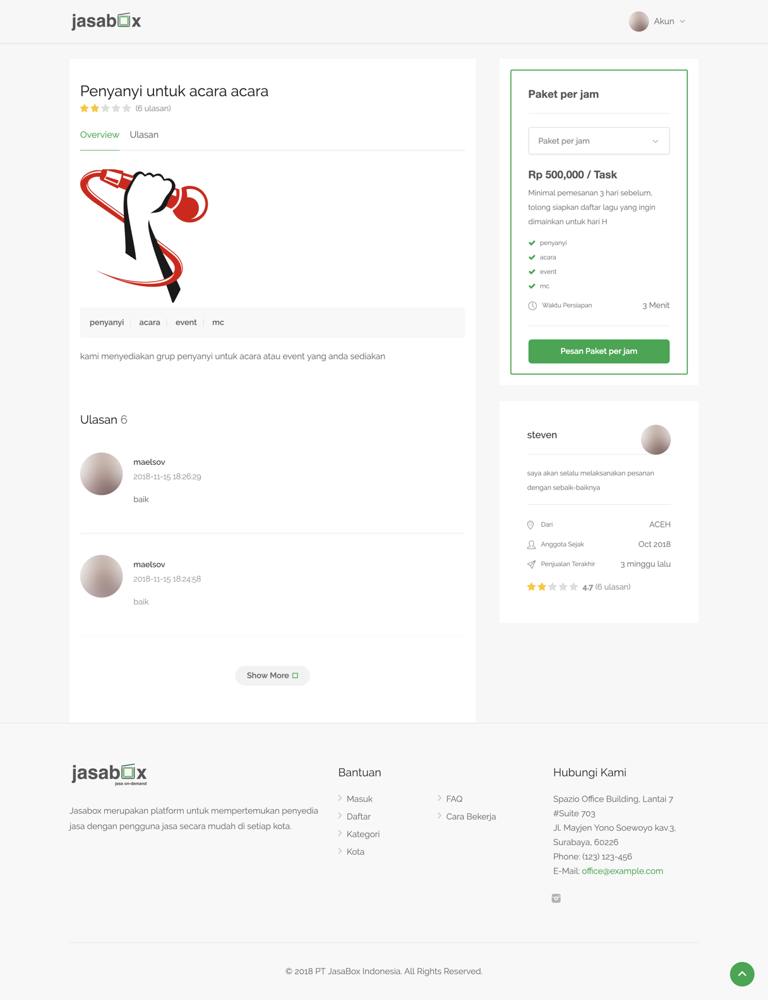 jasabox
Akun
Penyanyi untuk acara acara
(6 ulasan)
Overview
Ulasan
penyanyi
acara
event
mc
kami menyediakan grup penyanyi untuk acara atau event yang anda sediakan
Ulasan 6
maelsov
2018-11-15 18:26:29
baik
maelsov
2018-11-15 18:24:58
baik
Show More
Paket per jam
Paket per jam
Rp 500,000 / Task
Minimal pemesanan 3 hari sebelum,
tolong siapkan daftar lagu yang ingin
dimainkan untuk hari H
penyanyi
acara
event
mc
Waktu Persiapan 3 Menit
Pesan Paket per jam
steven
saya akan selalu melaksanakan pesanan
dengan sebaik-baiknya
Dari ACEH
Anggota Sejak Oct 2018
Penjualan Terakhir 3 minggu lalu
4.7 (6 ulasan)
jasabox
jasa on-demand
Jasabox merupakan platform untuk mempertemukan penyedia
jasa dengan pengguna jasa secara mudah di setiap kota.
Bantuan
Masuk
Daftar
Kategori
Kota
FAQ
Cara Bekerja
Hubungi Kami
Spazio Office Building, Lantai 7
#Suite 703
Jl. Mayjen Yono Soewoyo kav.3,
Surabaya, 60226
Phone: (123) 123-456
E-Mail: office@example.com
© 2018 PT JasaBox Indonesia. All Rights Reserved.